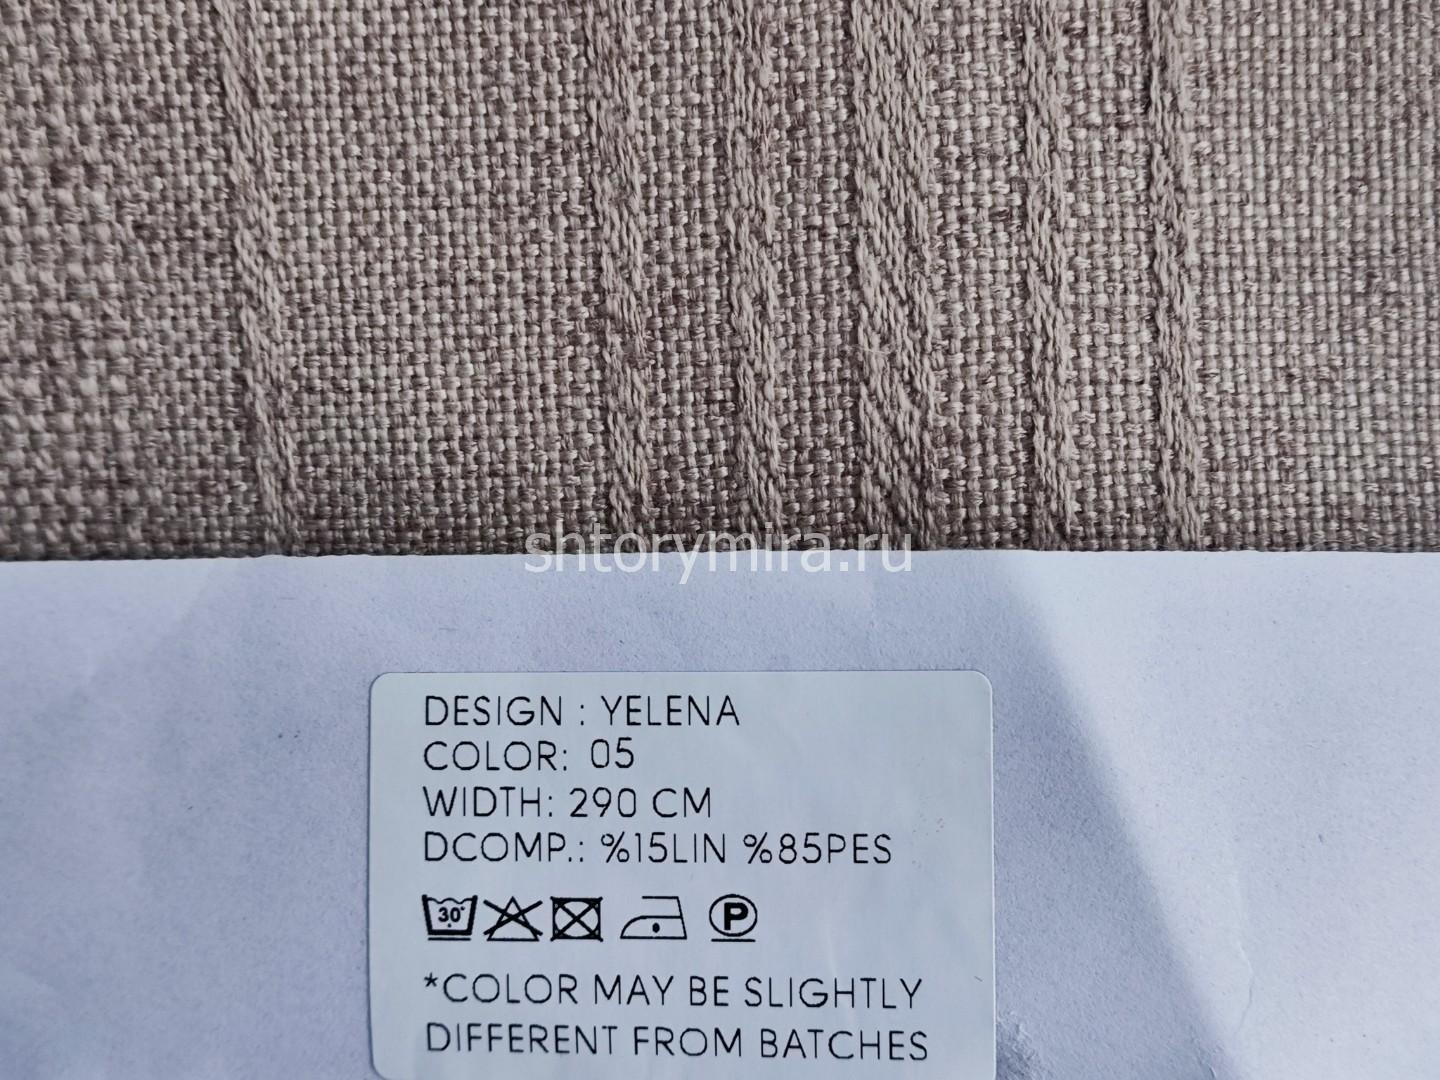 shtorymira.ru
DESIGN : YELENA
COLOR: 05
WIDTH: 290 CM
DCOMP.: %15LIN %85PES
30° P
*COLOR MAY BE SLIGHTLY
DIFFERENT FROM BATCHES